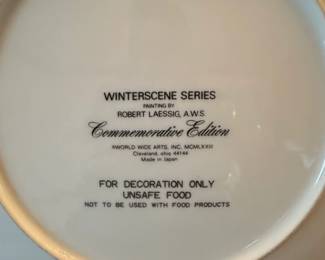 WINTERSCENE SERIES
PAINTING BY
ROBERT LAESSIG, A.W.S.
Commemorative Edition
©WORLD WIDE ARTS, INC. MCMLXXIII
Cleveland, ohio 44144
Made in Japan
FOR DECORATION ONLY
UNSAFE FOOD
NOT TO BE USED WITH FOOD PRODUCTS